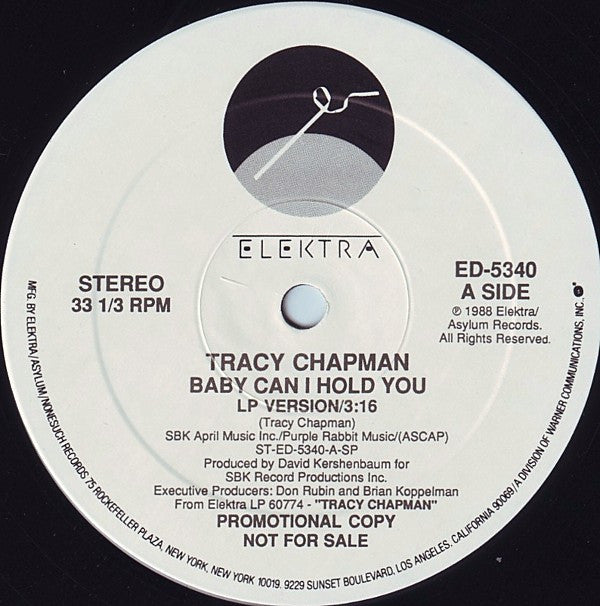 ELEKTRA
STEREO
33 1/3 RPM
ED-5340
A SIDE
℗ 1988 Elektra/
Asylum Records.
All Rights Reserved.
TRACY CHAPMAN
BABY CAN I HOLD YOU
LP VERSION/3:16
(Tracy Chapman)
SBK April Music Inc./Purple Rabbit Music/(ASCAP)
ST-ED-5340-A-SP
Produced by David Kershenbaum for
SBK Record Productions Inc.
Executive Producers: Don Rubin and Brian Koppelman
From Elektra LP 60774 - "TRACY CHAPMAN"
PROMOTIONAL COPY
NOT FOR SALE
MFG. BY ELEKTRA/ASYLUM/NONESUCH RECORDS 75 ROCKEFELLER PLAZA, NEW YORK, NEW YORK 10019. 9229 SUNSET BOULEVARD, LOS ANGELES, CALIFORNIA 90069/A DIVISION OF WARNER COMMUNICATIONS, INC.